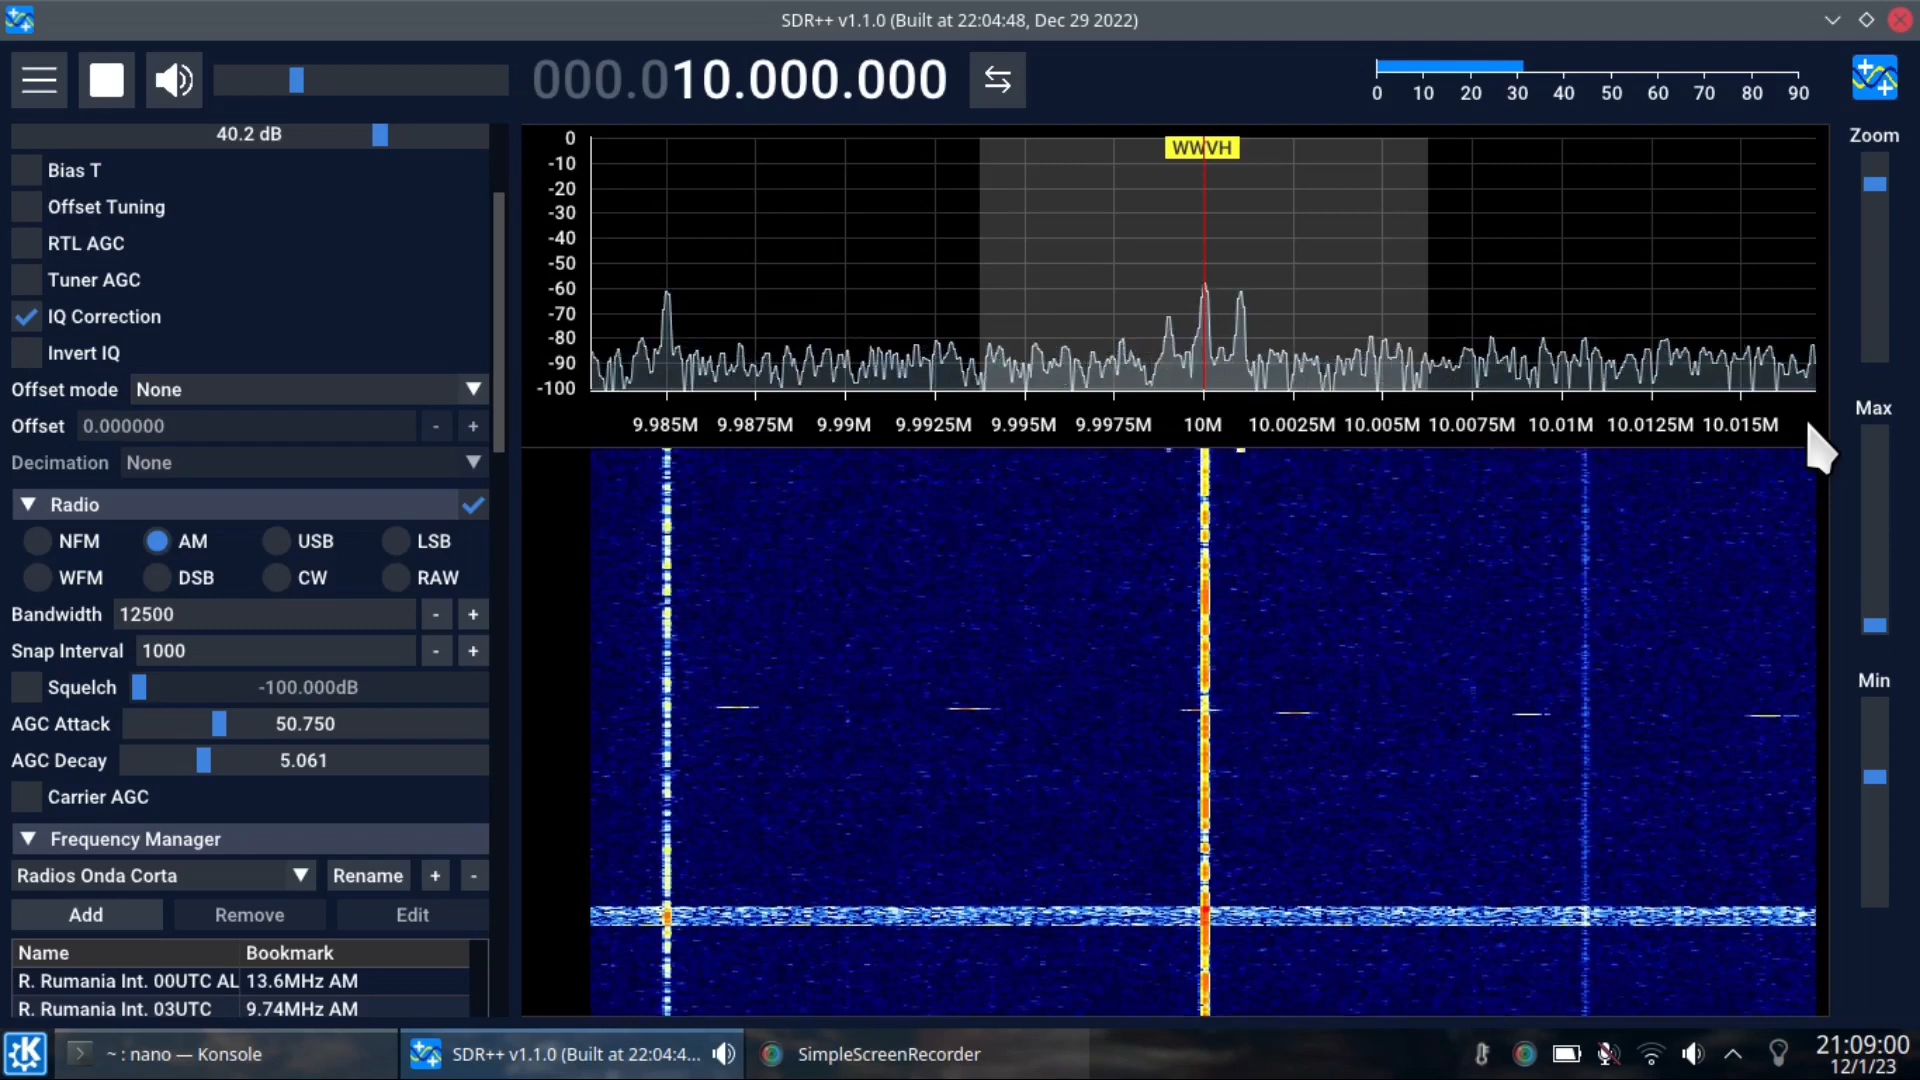 SDR++ v1.1.0 (Built at 22:04:48, Dec 29 2022)
000.010.000.000
0 10 20 30 40 50 60 70 80 90
40.2 dB
Bias T
Offset Tuning
RTL AGC
Tuner AGC
IQ Correction
Invert IQ
Offset mode None
Offset 0.000000 - +
Decimation None
Radio
NFM AM USB LSB
WFM DSB CW RAW
Bandwidth 12500 - +
Snap Interval 1000 - +
Squelch -100.000dB
AGC Attack 50.750
AGC Decay 5.061
Carrier AGC
Frequency Manager
Radios Onda Corta Rename + -
Add Remove Edit
Name Bookmark
R. Rumania Int. 00UTC AL 13.6MHz AM
R. Rumania Int. 03UTC 9.74MHz AM
WWVH
0
-10
-20
-30
-40
-50
-60
-70
-80
-90
-100
9.985M 9.9875M 9.99M 9.9925M 9.995M 9.9975M 10M 10.0025M 10.005M 10.0075M 10.01M 10.0125M 10.015M
Zoom
Max
Min
~ : nano — Konsole
SDR++ v1.1.0 (Built at 22:04:4...
SimpleScreenRecorder
21:09:00
12/1/23